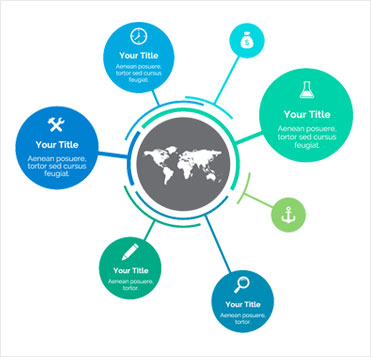 Your Title
Aenean posuere,
tortor sed cursus
feugiat.
$
Your Title
Aenean posuere,
tortor sed cursus
feugiat.
Your Title
Aenean posuere,
tortor sed cursus
feugiat.
Your Title
Aenean posuere,
tortor.
Your Title
Aenean posuere,
tortor.